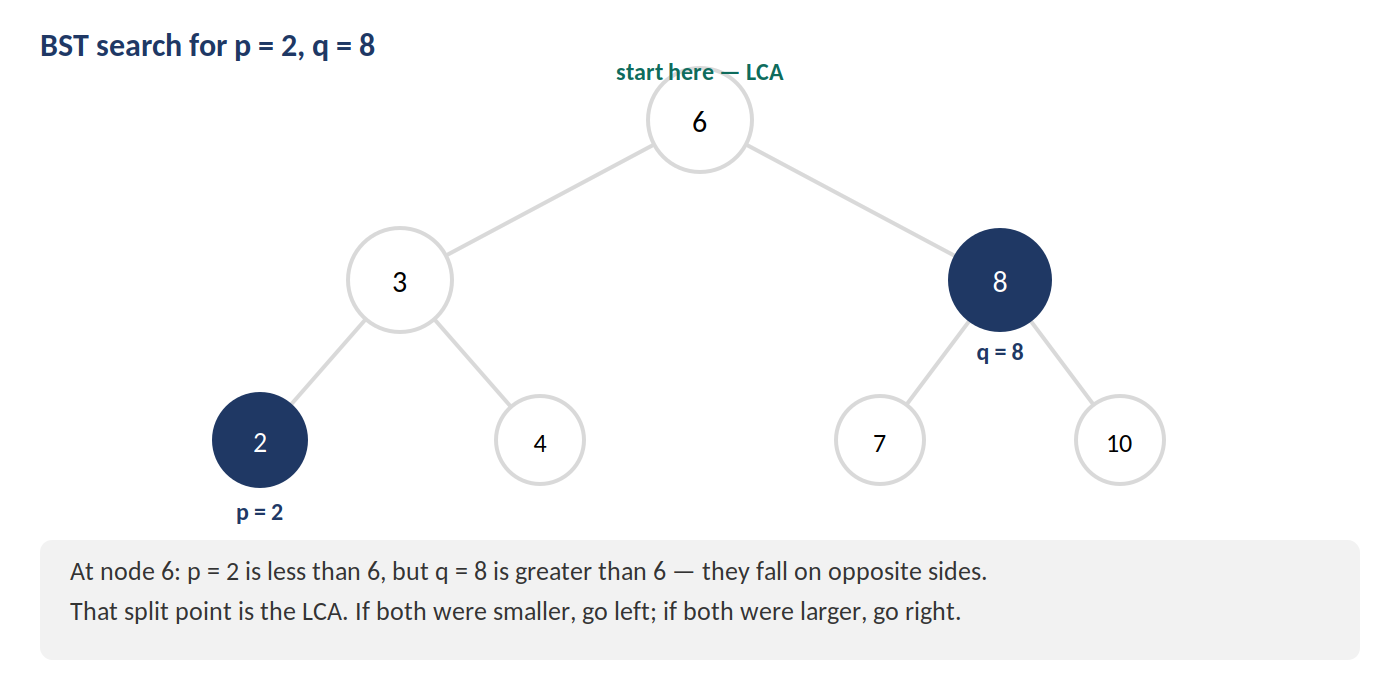 BST search for p = 2, q = 8
start here — LCA
6
3
8
q = 8
2
4
7
10
p = 2
At node 6: p = 2 is less than 6, but q = 8 is greater than 6 — they fall on opposite sides.
That split point is the LCA. If both were smaller, go left; if both were larger, go right.